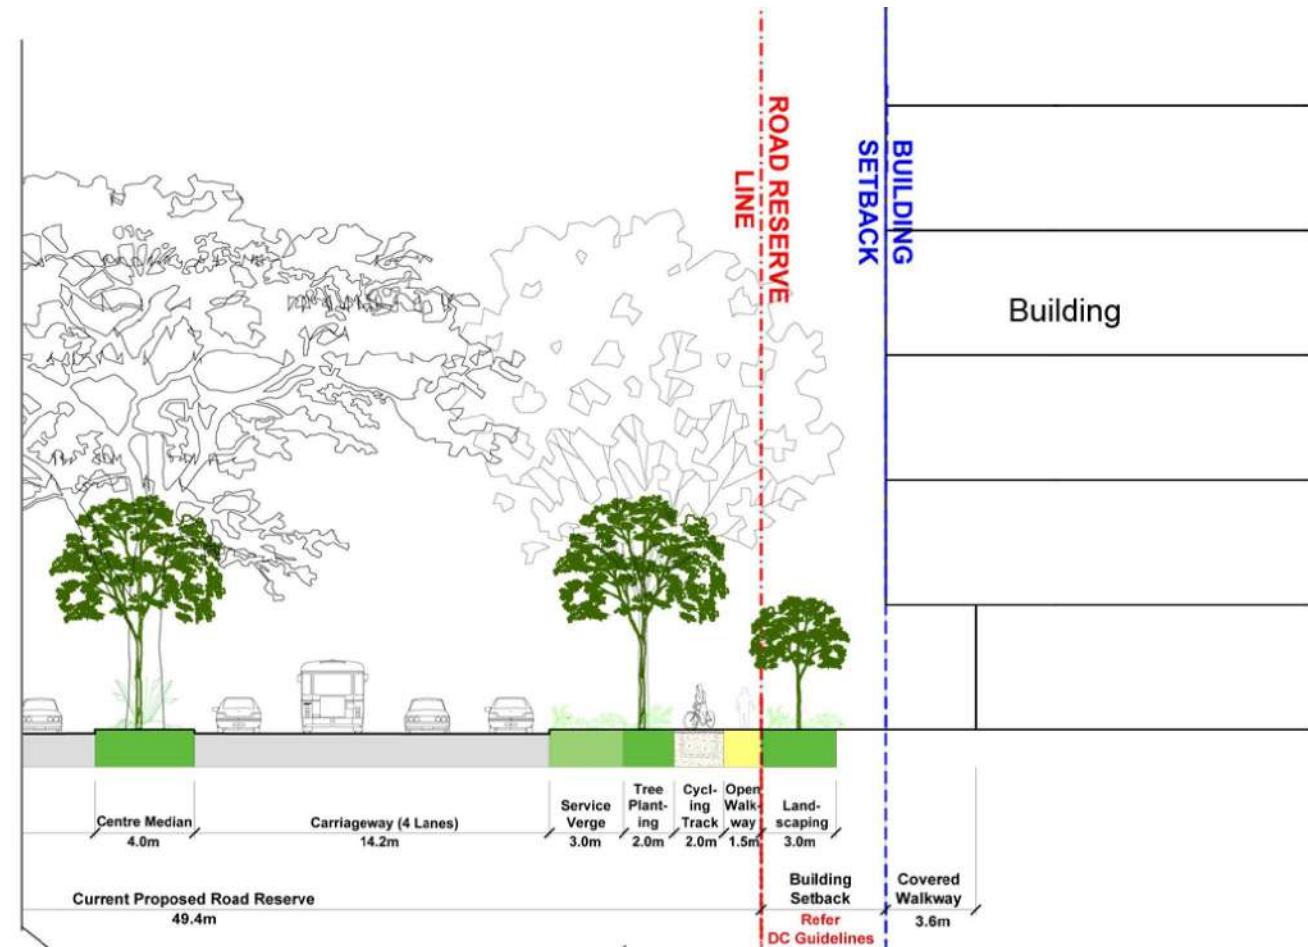 ROAD RESERVE
LINE
BUILDING
SETBACK
Building
Centre Median
4.0m
Carriageway (4 Lanes)
14.2m
Service
Verge
3.0m
Tree
Plant-
ing
2.0m
Cycl-
ing
Track
2.0m
Open
Walk-
way
1.5m
Land-
scaping
3.0m
Current Proposed Road Reserve
49.4m
Building
Setback
Refer
DC Guidelines
Covered
Walkway
3.6m